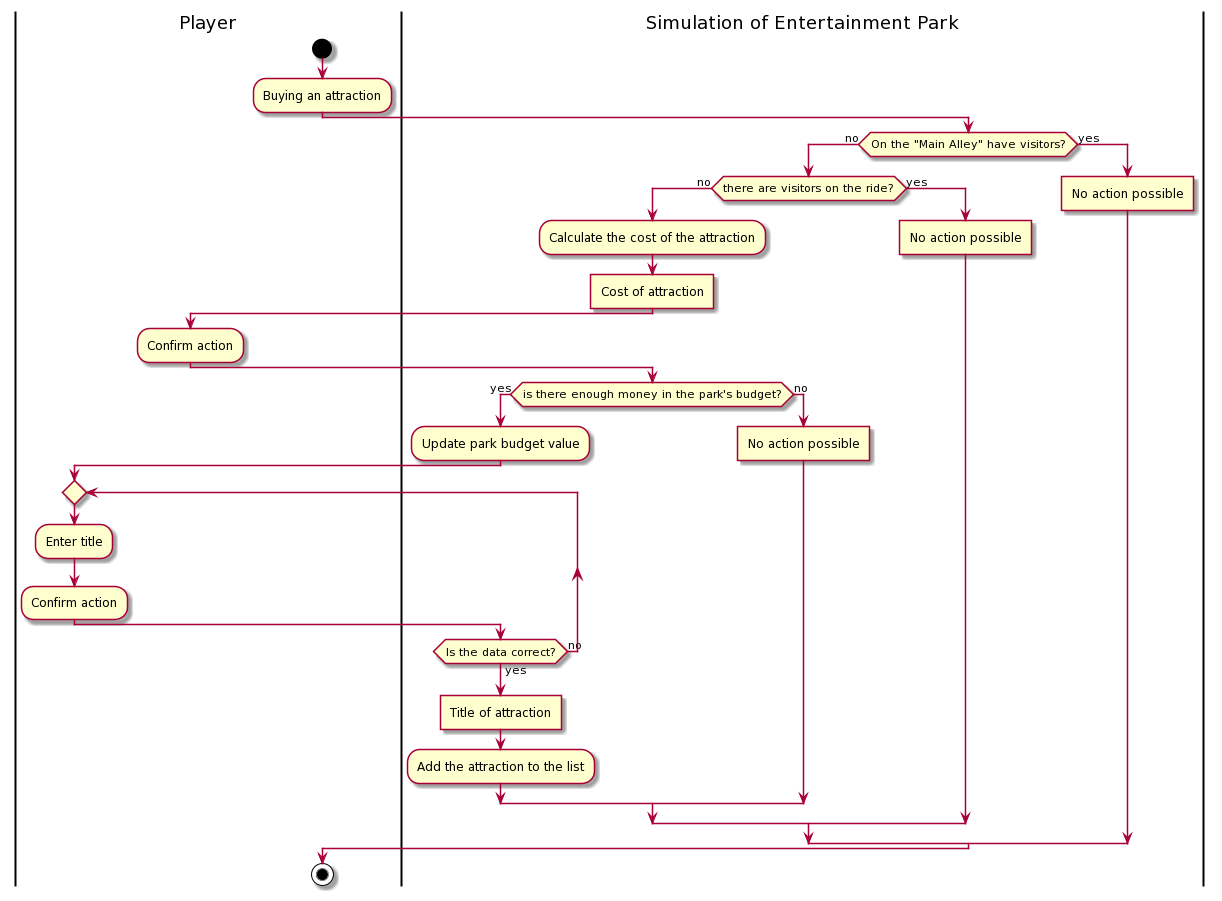 Player
Simulation of Entertainment Park
Buying an attraction
no
On the "Main Alley" have visitors?
yes
no
there are visitors on the ride?
yes
No action possible
Calculate the cost of the attraction
No action possible
Cost of attraction
Confirm action
yes
is there enough money in the park's budget?
no
Update park budget value
No action possible
Enter title
Confirm action
Is the data correct?
no
yes
Title of attraction
Add the attraction to the list